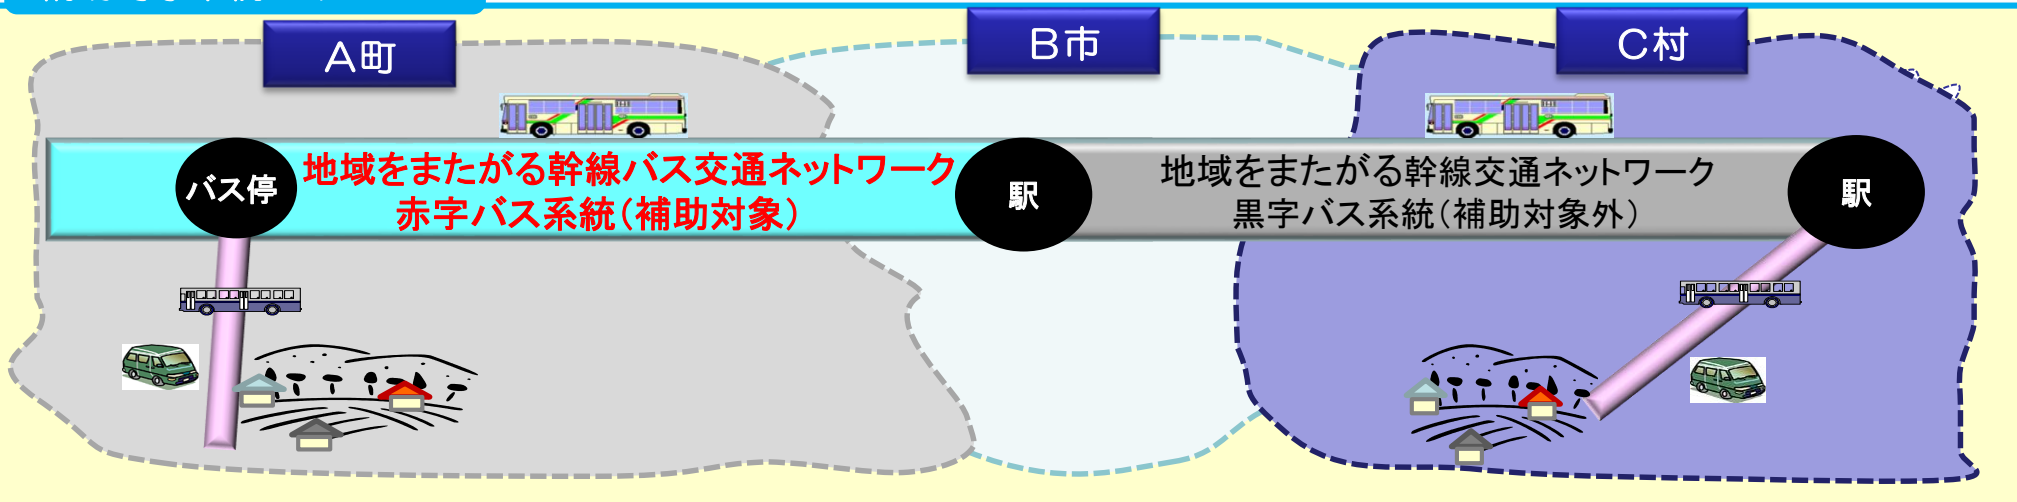 A町
B市
C村
バス停
地域をまたがる幹線バス交通ネットワーク
赤字バス系統(補助対象)
駅
地域をまたがる幹線交通ネットワーク
黒字バス系統(補助対象外)
駅